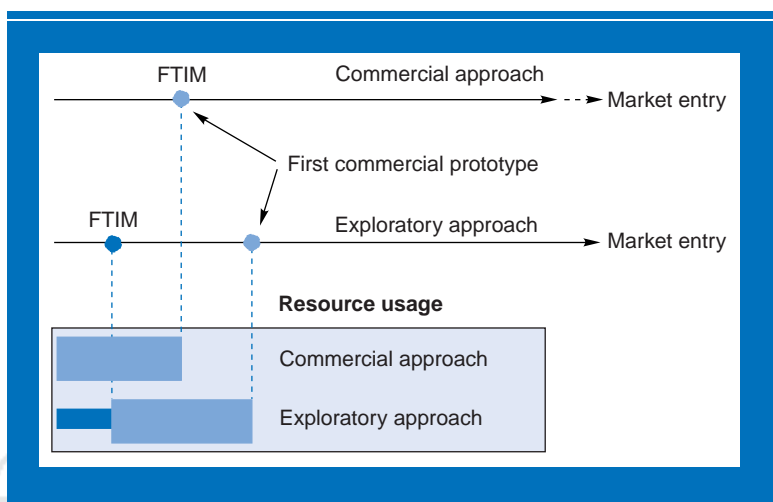 FTIM
Commercial approach
Market entry
First commercial prototype
FTIM
Exploratory approach
Market entry
Resource usage
Commercial approach
Exploratory approach